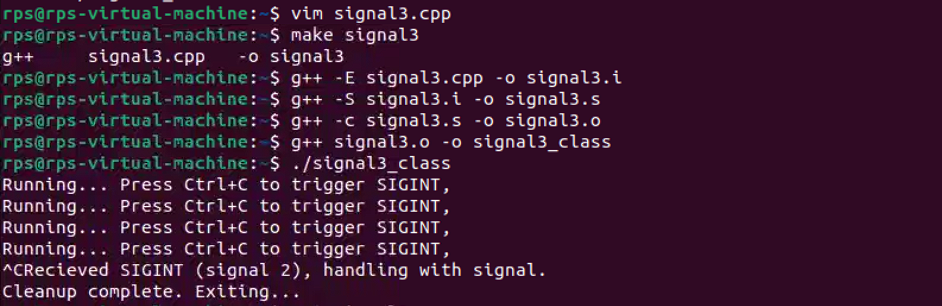 rps@rps-virtual-machine:~$ vim signal3.cpp
rps@rps-virtual-machine:~$ make signal3
g++     signal3.cpp   -o signal3
rps@rps-virtual-machine:~$ g++ -E signal3.cpp -o signal3.i
rps@rps-virtual-machine:~$ g++ -S signal3.i -o signal3.s
rps@rps-virtual-machine:~$ g++ -c signal3.s -o signal3.o
rps@rps-virtual-machine:~$ g++ signal3.o -o signal3_class
rps@rps-virtual-machine:~$ ./signal3_class
Running... Press Ctrl+C to trigger SIGINT,
Running... Press Ctrl+C to trigger SIGINT,
Running... Press Ctrl+C to trigger SIGINT,
Running... Press Ctrl+C to trigger SIGINT,
^CRecieved SIGINT (signal 2), handling with signal.
Cleanup complete. Exiting...